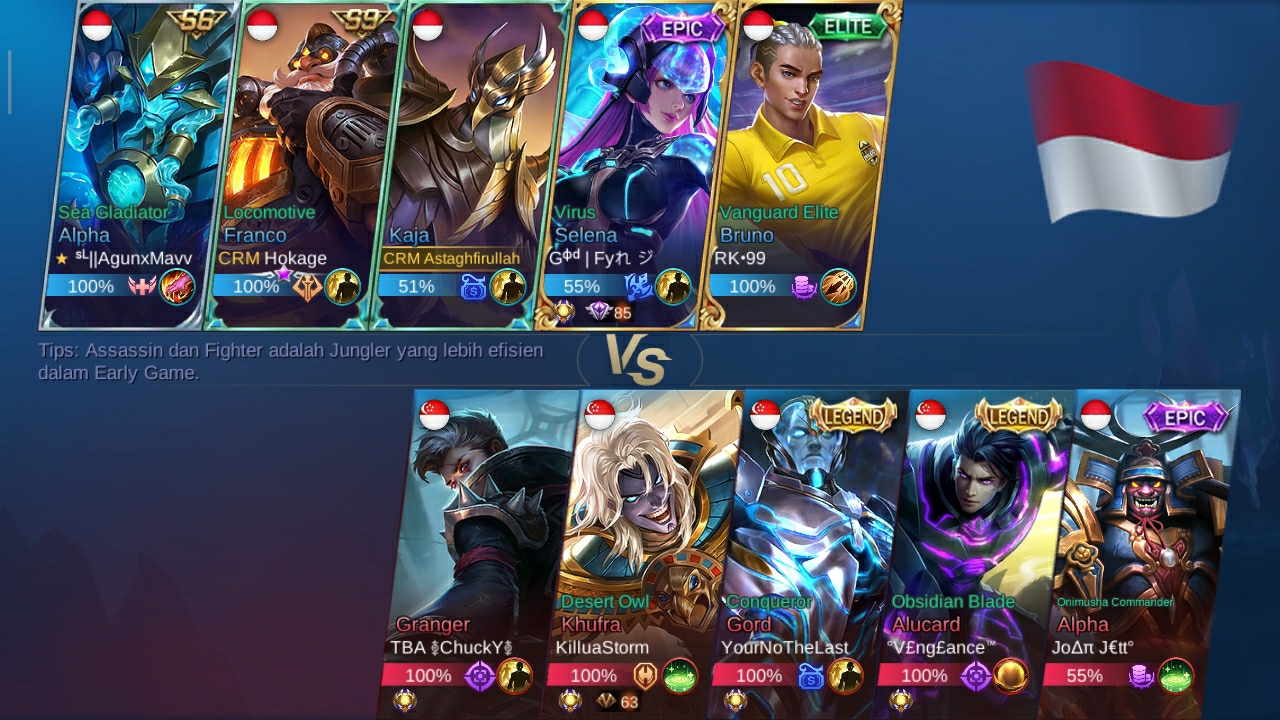 S6
S9
EPIC
ELITE
10
Sea Gladiator
Alpha
★ ˢᴸ||AgunxMavv
100%
Locomotive
Franco
CRM Hokage
100%
Kaja
CRM Astaghfirullah
51%
Virus
Selena
Gᶲᵈ | Fyれ ジ
55%
85
Vanguard Elite
Bruno
RK•99
100%
Tips: Assassin dan Fighter adalah Jungler yang lebih efisien
dalam Early Game.
VS
LEGEND
LEGEND
EPIC
Granger
TBA ࿈ChuckY࿈
100%
Desert Owl
Khufra
KilluaStorm
100%
63
Conqueror
Gord
YourNoTheLast
100%
Obsidian Blade
Alucard
°V£ng£ance™
100%
Onimusha Commander
Alpha
JoΔπ J€tt°
55%